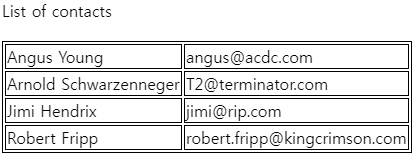 List of contacts
Angus Young angus@acdc.com
Arnold Schwarzenneger T2@terminator.com
Jimi Hendrix jimi@rip.com
Robert Fripp robert.fripp@kingcrimson.com